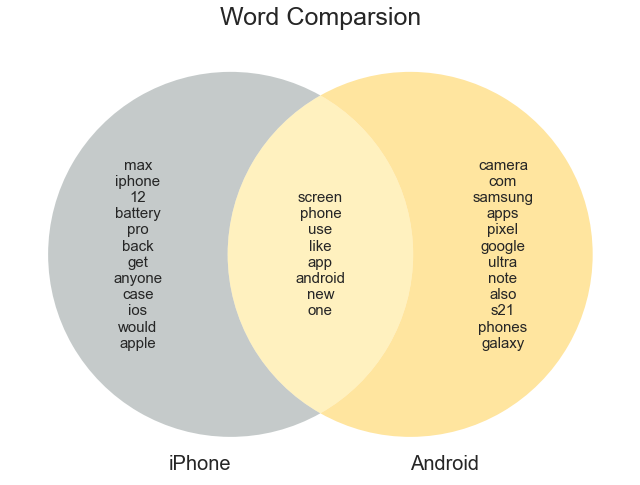 Word Comparsion
max
iphone
12
battery
pro
back
get
anyone
case
ios
would
apple
screen
phone
use
like
app
android
new
one
camera
com
samsung
apps
pixel
google
ultra
note
also
s21
phones
galaxy
iPhone
Android